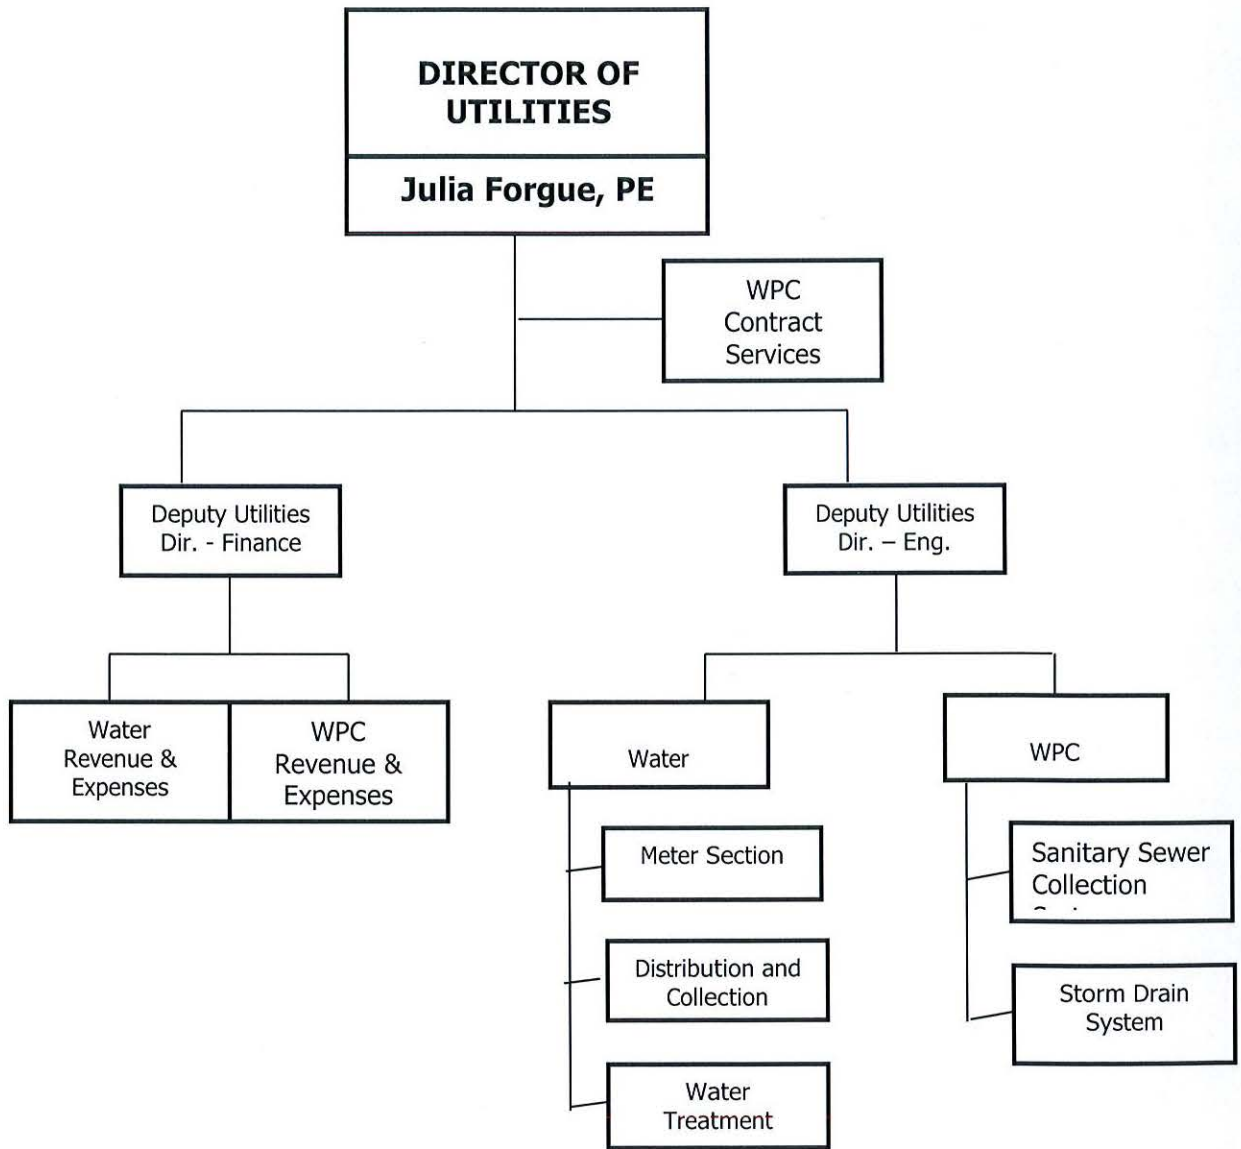 DIRECTOR OF
UTILITIES
Julia Forgue, PE
WPC
Contract
Services
Deputy Utilities
Dir. - Finance
Deputy Utilities
Dir. – Eng.
Water
Revenue &
Expenses
WPC
Revenue &
Expenses
Water
WPC
Meter Section
Distribution and
Collection
Water
Treatment
Sanitary Sewer
Collection
Storm Drain
System